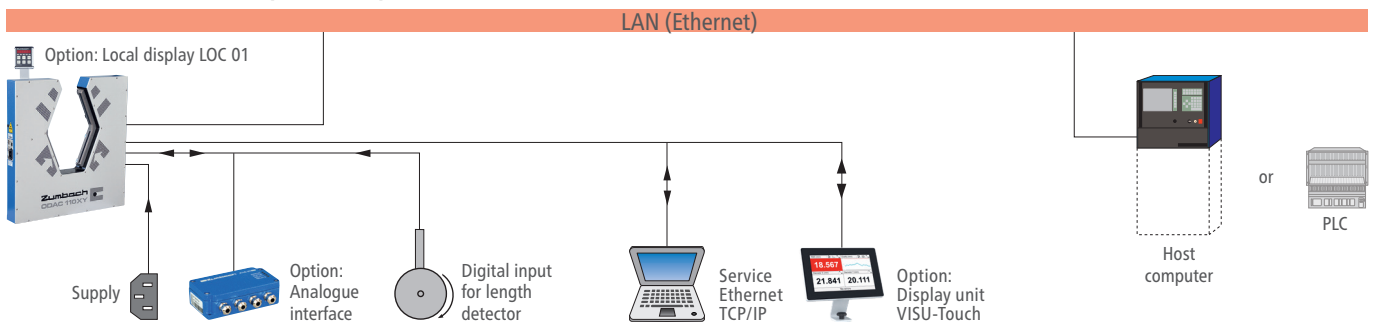 LAN (Ethernet)
Option: Local display LOC 01
Zumbach
ODAC 110XY
Supply
Option:
Analogue
interface
Digital input
for length
detector
Service
Ethernet
TCP/IP
18.567
21.841 20.111
Option:
Display unit
VISU-Touch
Host
computer
or
PLC